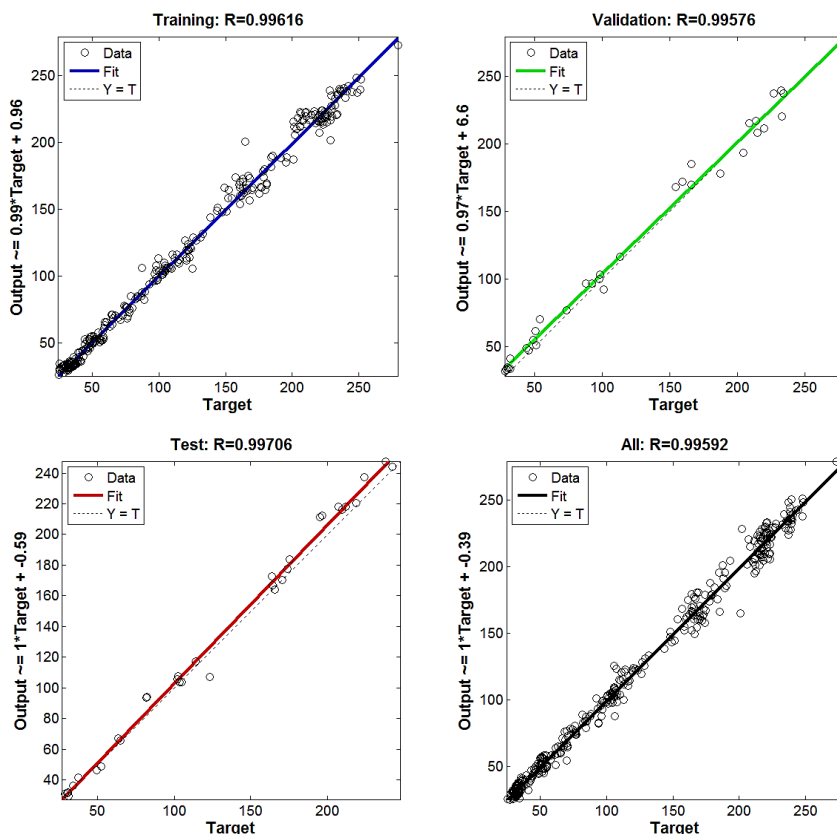 Training: R=0.99616
Data
Fit
Y = T
Output ~= 0.99*Target + 0.96
250
200
150
100
50
50 100 150 200 250
Target
Validation: R=0.99576
Data
Fit
Y = T
Output ~= 0.97*Target + 6.6
250
200
150
100
50
50 100 150 200 250
Target
Test: R=0.99706
Data
Fit
Y = T
Output ~= 1*Target + -0.59
240
220
200
180
160
140
120
100
80
60
40
50 100 150 200
Target
All: R=0.99592
Data
Fit
Y = T
Output ~= 1*Target + -0.39
250
200
150
100
50
50 100 150 200 250
Target